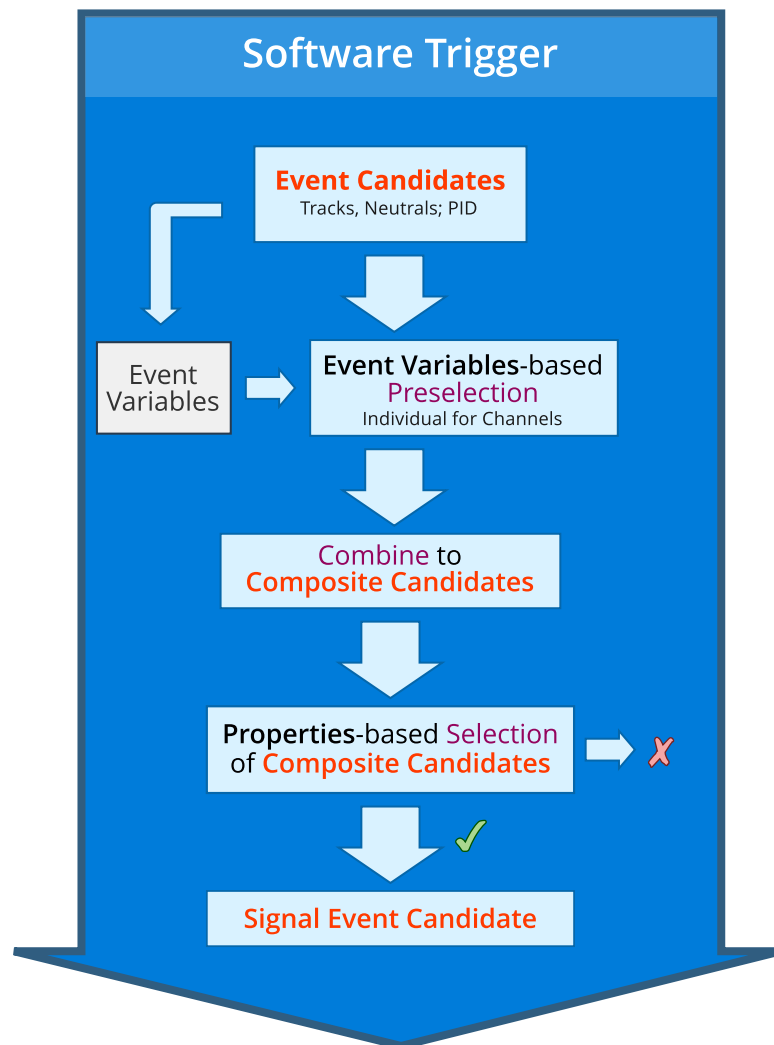 Software Trigger
Event Candidates
Tracks, Neutrals; PID
Event
Variables
Event Variables-based
Preselection
Individual for Channels
Combine to
Composite Candidates
Properties-based Selection
of Composite Candidates
✗
✓
Signal Event Candidate